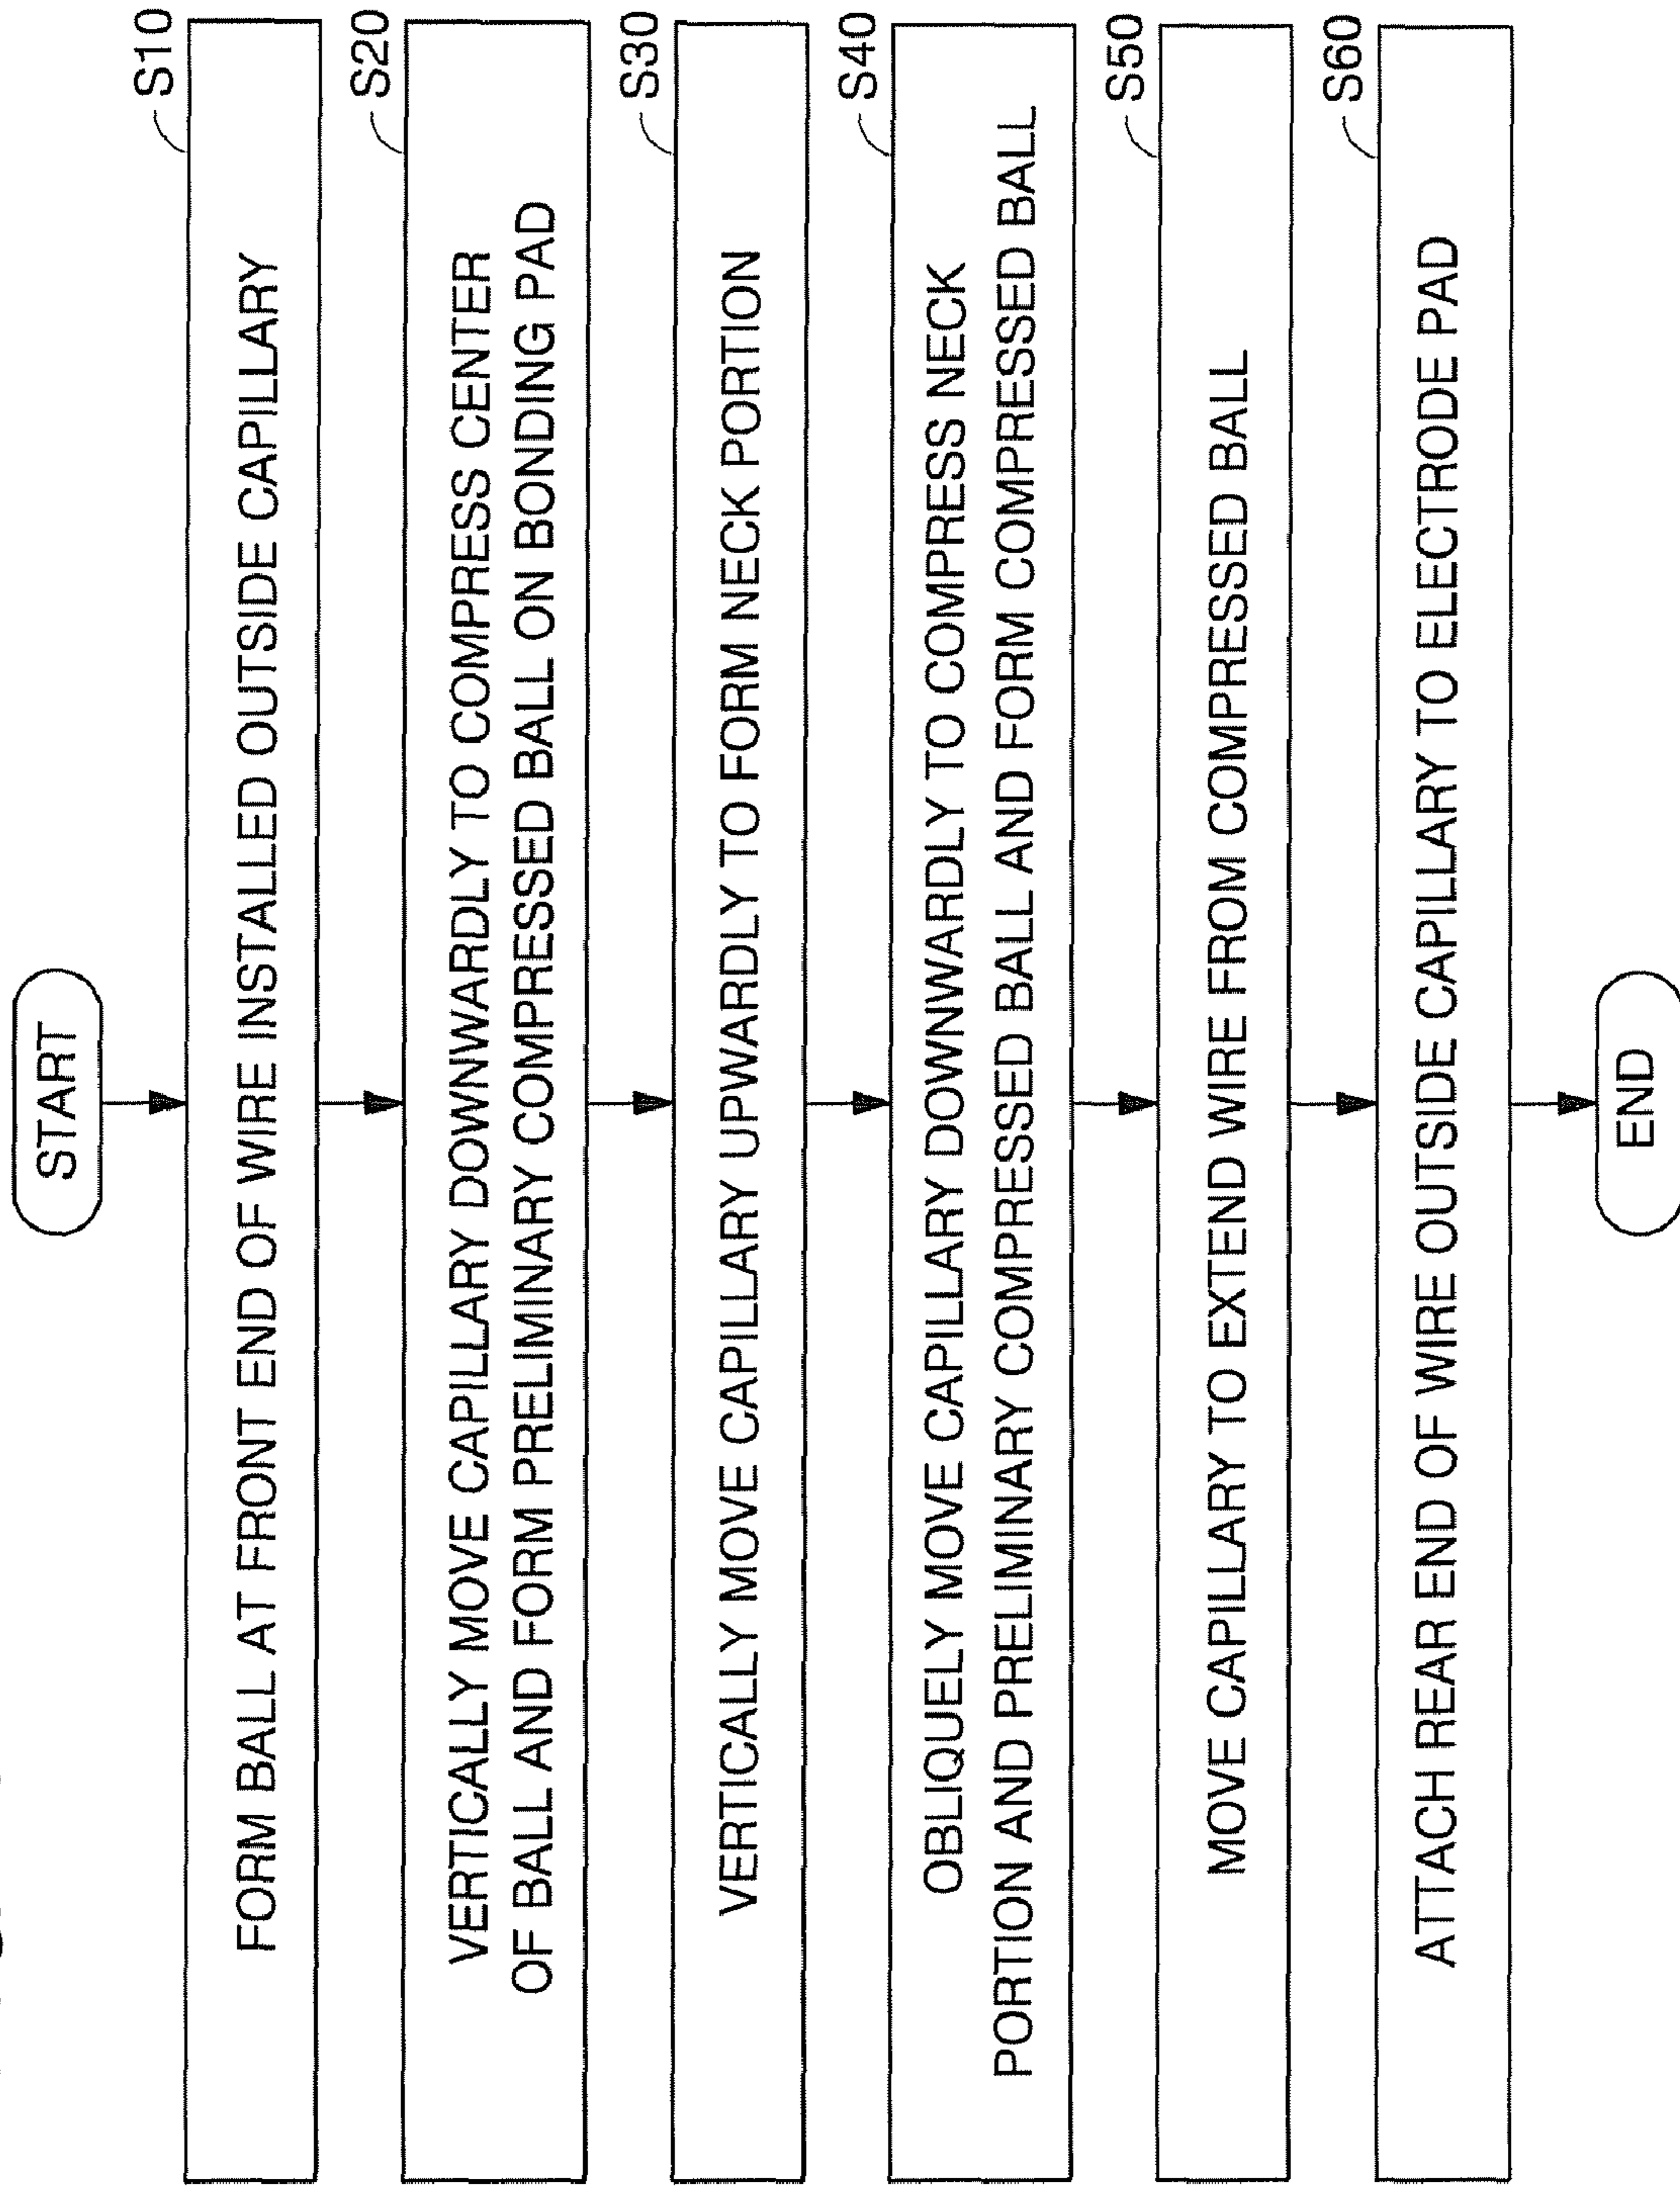 START
S10
FORM BALL AT FRONT END OF WIRE INSTALLED OUTSIDE CAPILLARY
S20
VERTICALLY MOVE CAPILLARY DOWNWARDLY TO COMPRESS CENTER
OF BALL AND FORM PRELIMINARY COMPRESSED BALL ON BONDING PAD
S30
VERTICALLY MOVE CAPILLARY UPWARDLY TO FORM NECK PORTION
S40
OBLIQUELY MOVE CAPILLARY DOWNWARDLY TO COMPRESS NECK
PORTION AND PRELIMINARY COMPRESSED BALL AND FORM COMPRESSED BALL
S50
MOVE CAPILLARY TO EXTEND WIRE FROM COMPRESSED BALL
S60
ATTACH REAR END OF WIRE OUTSIDE CAPILLARY TO ELECTRODE PAD
END